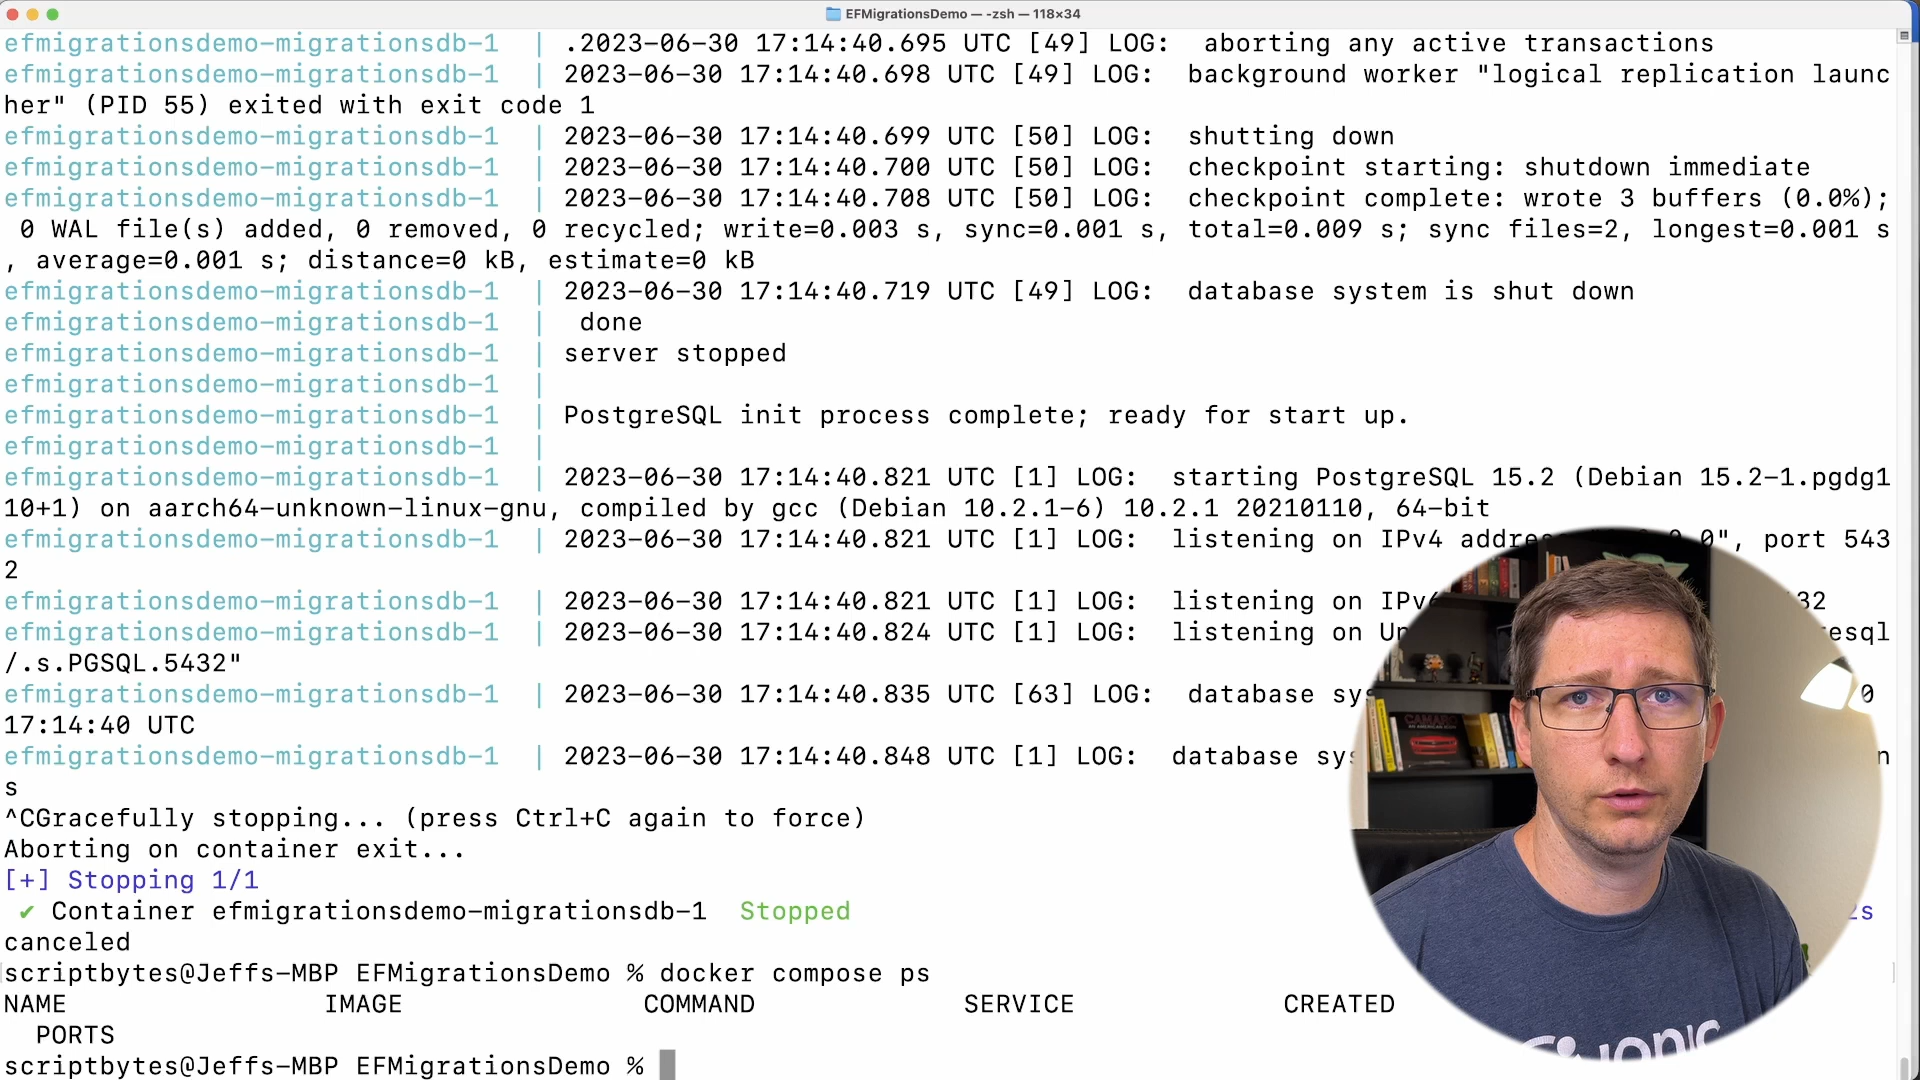 EFMigrationsDemo — -zsh — 118×34
efmigrationsdemo-migrationsdb-1  | .2023-06-30 17:14:40.695 UTC [49] LOG:  aborting any active transactions
efmigrationsdemo-migrationsdb-1  | 2023-06-30 17:14:40.698 UTC [49] LOG:  background worker "logical replication launc
her" (PID 55) exited with exit code 1
efmigrationsdemo-migrationsdb-1  | 2023-06-30 17:14:40.699 UTC [50] LOG:  shutting down
efmigrationsdemo-migrationsdb-1  | 2023-06-30 17:14:40.700 UTC [50] LOG:  checkpoint starting: shutdown immediate
efmigrationsdemo-migrationsdb-1  | 2023-06-30 17:14:40.708 UTC [50] LOG:  checkpoint complete: wrote 3 buffers (0.0%);
 0 WAL file(s) added, 0 removed, 0 recycled; write=0.003 s, sync=0.001 s, total=0.009 s; sync files=2, longest=0.001 s
, average=0.001 s; distance=0 kB, estimate=0 kB
efmigrationsdemo-migrationsdb-1  | 2023-06-30 17:14:40.719 UTC [49] LOG:  database system is shut down
efmigrationsdemo-migrationsdb-1  |  done
efmigrationsdemo-migrationsdb-1  | server stopped
efmigrationsdemo-migrationsdb-1  |
efmigrationsdemo-migrationsdb-1  | PostgreSQL init process complete; ready for start up.
efmigrationsdemo-migrationsdb-1  |
efmigrationsdemo-migrationsdb-1  | 2023-06-30 17:14:40.821 UTC [1] LOG:  starting PostgreSQL 15.2 (Debian 15.2-1.pgdg1
10+1) on aarch64-unknown-linux-gnu, compiled by gcc (Debian 10.2.1-6) 10.2.1 20210110, 64-bit
efmigrationsdemo-migrationsdb-1  | 2023-06-30 17:14:40.821 UTC [1] LOG:  listening on IPv4 port 543
2
efmigrationsdemo-migrationsdb-1  | 2023-06-30 17:14:40.821 UTC [1] LOG:  listening on
efmigrationsdemo-migrationsdb-1  | 2023-06-30 17:14:40.824 UTC [1] LOG:  listening on
/.s.PGSQL.5432"
efmigrationsdemo-migrationsdb-1  | 2023-06-30 17:14:40.835 UTC [63] LOG:  database
17:14:40 UTC
efmigrationsdemo-migrationsdb-1  | 2023-06-30 17:14:40.848 UTC [1] LOG:  database
s
^CGracefully stopping... (press Ctrl+C again to force)
Aborting on container exit...
[+] Stopping 1/1
 ✔ Container efmigrationsdemo-migrationsdb-1  Stopped
canceled
scriptbytes@Jeffs-MBP EFMigrationsDemo % docker compose ps
NAME                IMAGE               COMMAND             SERVICE             CREATED
  PORTS
scriptbytes@Jeffs-MBP EFMigrationsDemo %
CAMARO